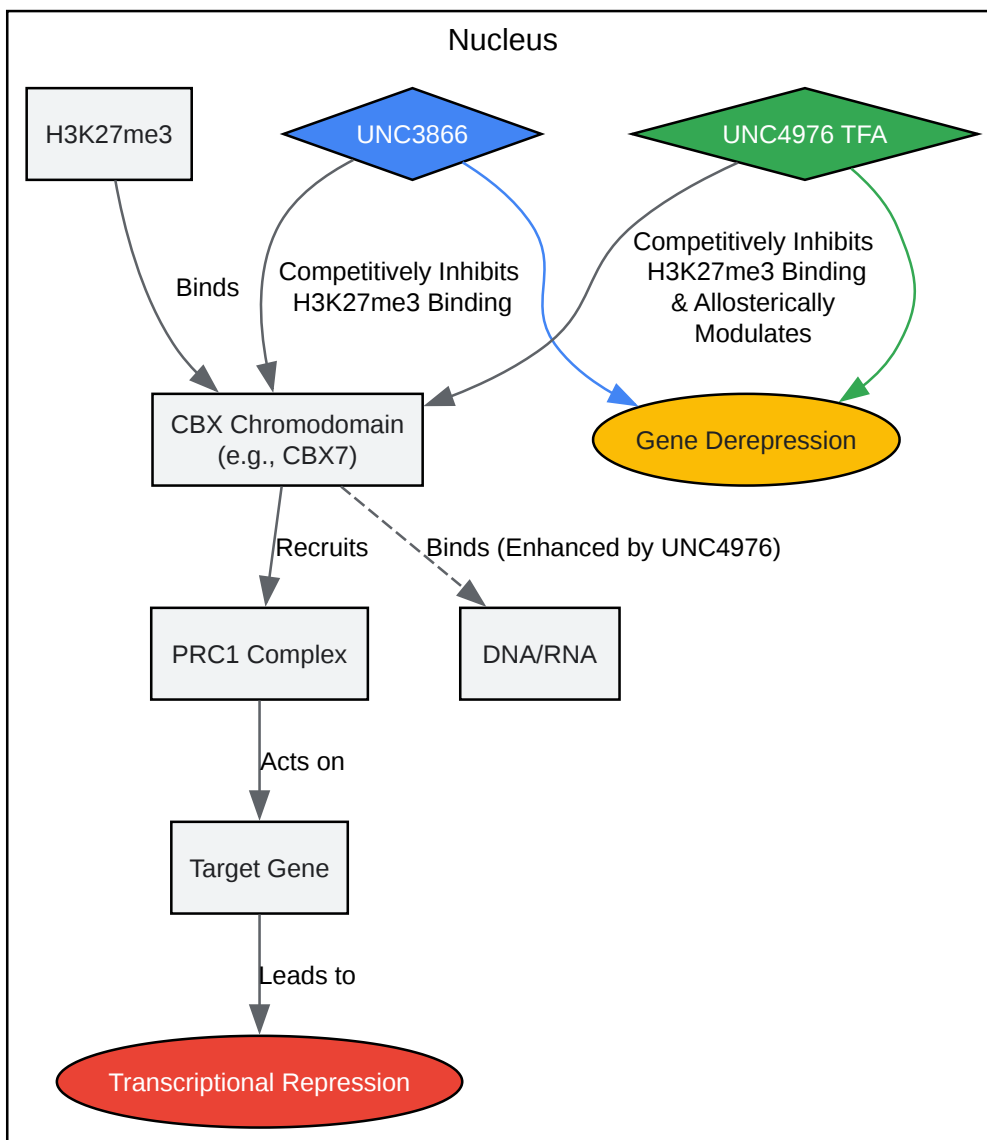 Nucleus
H3K27me3
UNC3866
UNC4976 TFA
Binds
Competitively Inhibits
H3K27me3 Binding
Competitively Inhibits
H3K27me3 Binding
& Allosterically
Modulates
CBX Chromodomain
(e.g., CBX7)
Gene Derepression
Recruits
Binds (Enhanced by UNC4976)
PRC1 Complex
DNA/RNA
Acts on
Target Gene
Leads to
Transcriptional Repression